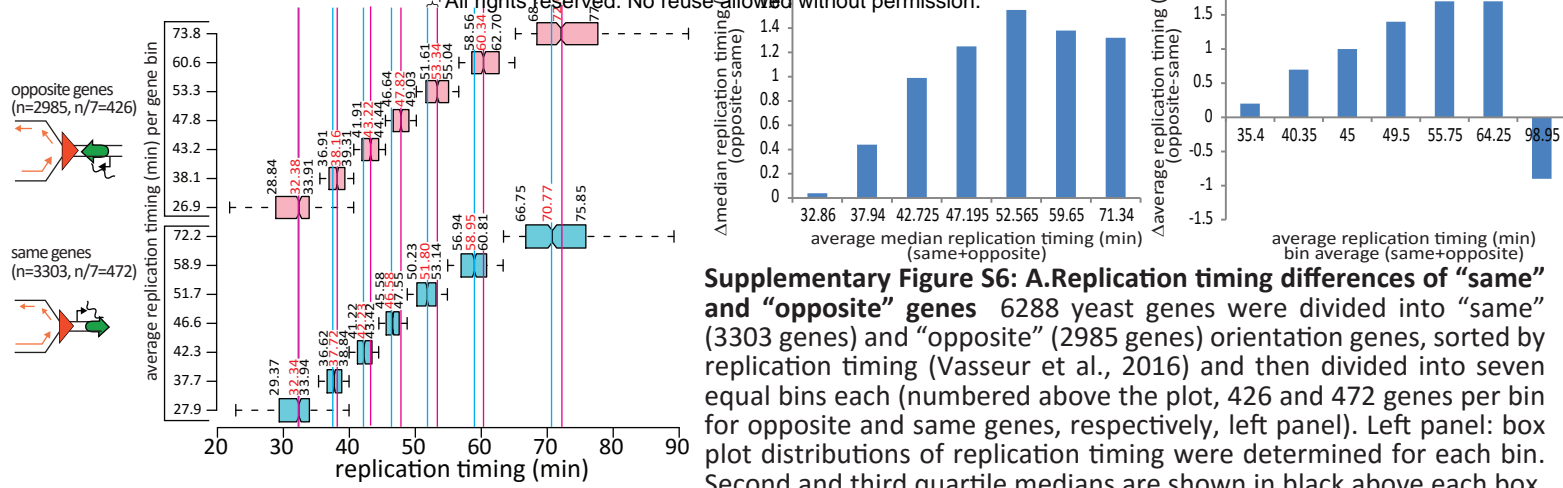 All rights reserved. No reuse allowed without permission.
opposite genes
(n=2985, n/7=426)
same genes
(n=3303, n/7=472)
average replication timing (min) per gene bin
73.8
60.6
53.3
47.8
43.2
38.1
26.9
72.2
58.9
51.7
46.6
42.3
37.7
27.9
68
72
77
58.56
60.34
62.70
51.61
53.34
55.04
46.64
47.82
49.03
41.91
43.22
44.44
36.91
38.16
39.31
28.84
32.38
33.91
66.75
70.77
75.85
56.94
58.95
60.81
50.23
51.80
53.14
45.58
46.58
47.55
41.22
42.23
43.42
36.62
37.72
38.84
29.37
32.34
33.94
20 30 40 50 60 70 80 90
replication timing (min)
Δmedian replication timing (
(opposite-same)
1.4
1.2
1
0.8
0.6
0.4
0.2
0
32.86 37.94 42.725 47.195 52.565 59.65 71.34
average median replication timing (min)
(same+opposite)
Δaverage replication timing (
(opposite-same)
1.5
1
0.5
0
-0.5
-1
-1.5
35.4 40.35 45 49.5 55.75 64.25 98.95
average replication timing (min)
bin average (same+opposite)
Supplementary Figure S6: A.Replication timing differences of “same”
and “opposite” genes 6288 yeast genes were divided into “same”
(3303 genes) and “opposite” (2985 genes) orientation genes, sorted by
replication timing (Vasseur et al., 2016) and then divided into seven
equal bins each (numbered above the plot, 426 and 472 genes per bin
for opposite and same genes, respectively, left panel). Left panel: box
plot distributions of replication timing were determined for each bin.
Second and third quartile medians are shown in black above each box,